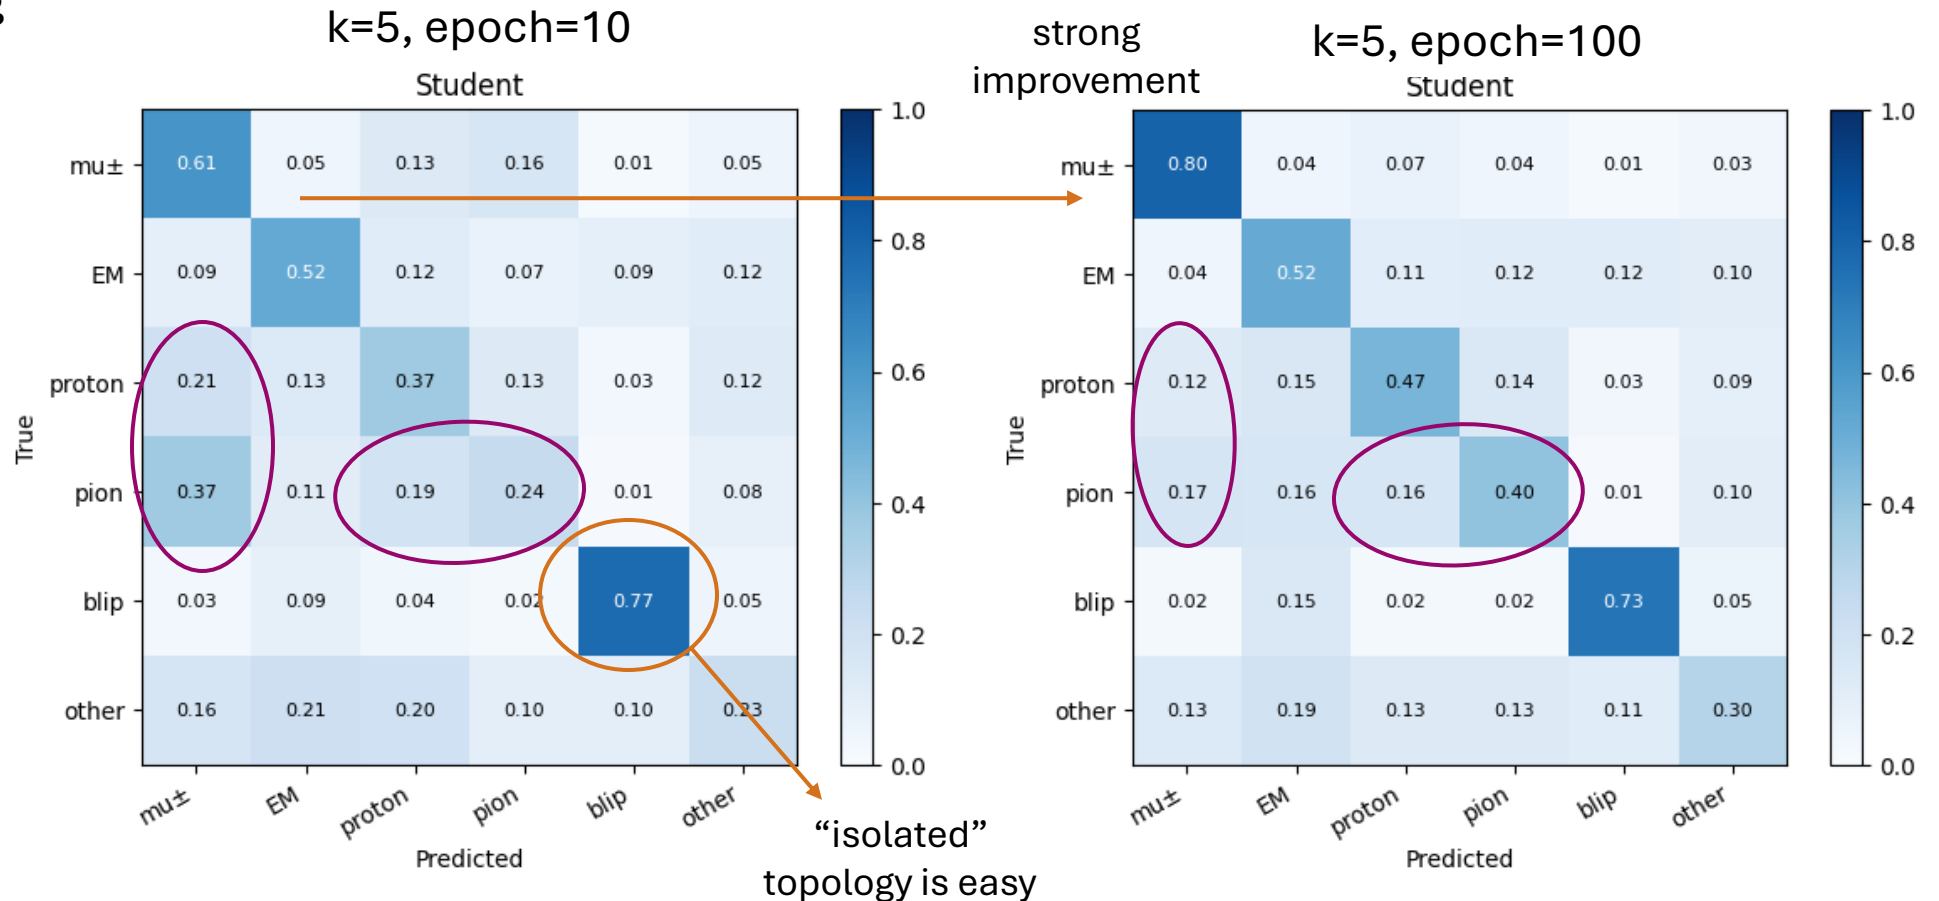 k=5, epoch=10
Student
mu± 0.61 0.05 0.13 0.16 0.01 0.05
EM 0.09 0.52 0.12 0.07 0.09 0.12
proton 0.21 0.13 0.37 0.13 0.03 0.12
pion 0.37 0.11 0.19 0.24 0.01 0.08
blip 0.03 0.09 0.04 0.02 0.77 0.05
other 0.16 0.21 0.20 0.10 0.10 0.23
True
mu± EM proton pion blip other
Predicted
1.0
0.8
0.6
0.4
0.2
0.0
strong
improvement
“isolated”
topology is easy
k=5, epoch=100
Student
mu± 0.80 0.04 0.07 0.04 0.01 0.03
EM 0.04 0.52 0.11 0.12 0.12 0.10
proton 0.12 0.15 0.47 0.14 0.03 0.09
pion 0.17 0.16 0.16 0.40 0.01 0.10
blip 0.02 0.15 0.02 0.02 0.73 0.05
other 0.13 0.19 0.13 0.13 0.11 0.30
True
mu± EM proton pion blip other
Predicted
1.0
0.8
0.6
0.4
0.2
0.0